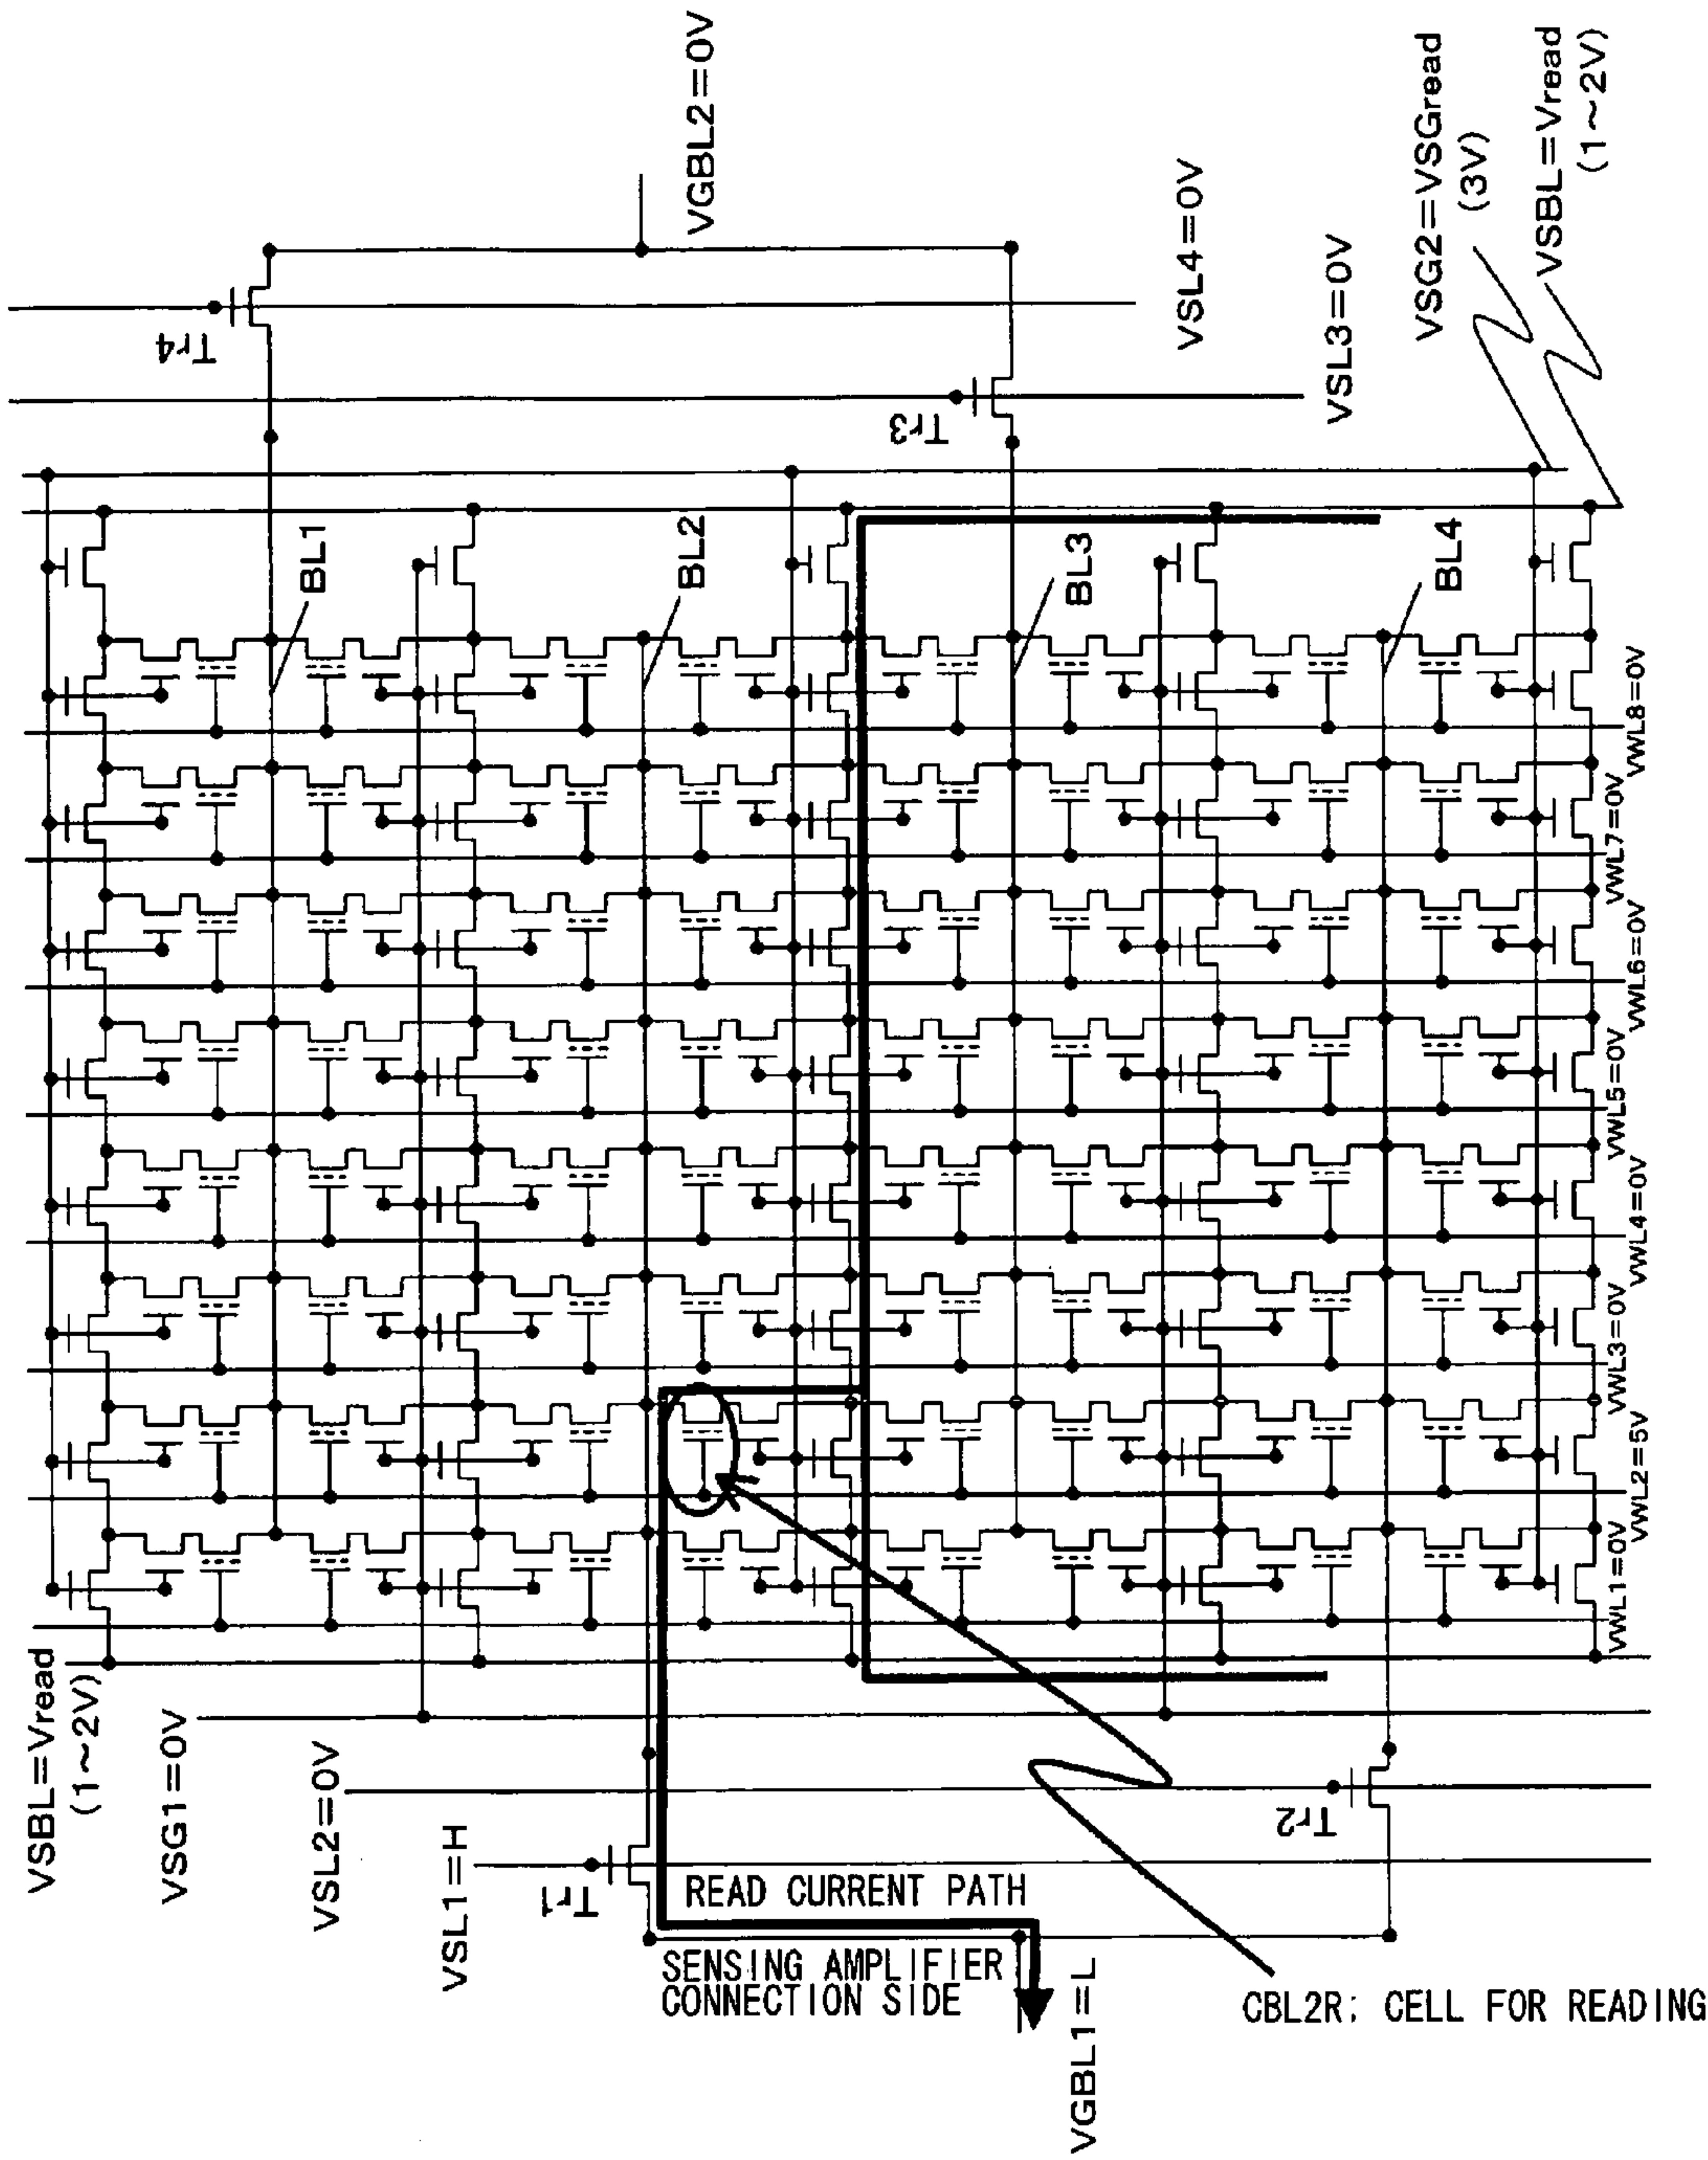 VGBL2=0V
VSG2=VSGread
(3V)
VSBL=Vread
(1~2V)
VSL4=0V
VSL3=0V
Tr4
Tr3
BL1
BL2
BL3
BL4
VWL8=0V
VWL7=0V
VWL6=0V
VWL5=0V
VWL4=0V
VWL3=0V
VWL2=5V
VWL1=0V
VSBL=Vread
(1~2V)
VSG1=0V
VSL2=0V
VSL1=H
Tr1
Tr2
READ CURRENT PATH
SENSING AMPLIFIER
CONNECTION SIDE
VGBL1=L
CBL2R; CELL FOR READING